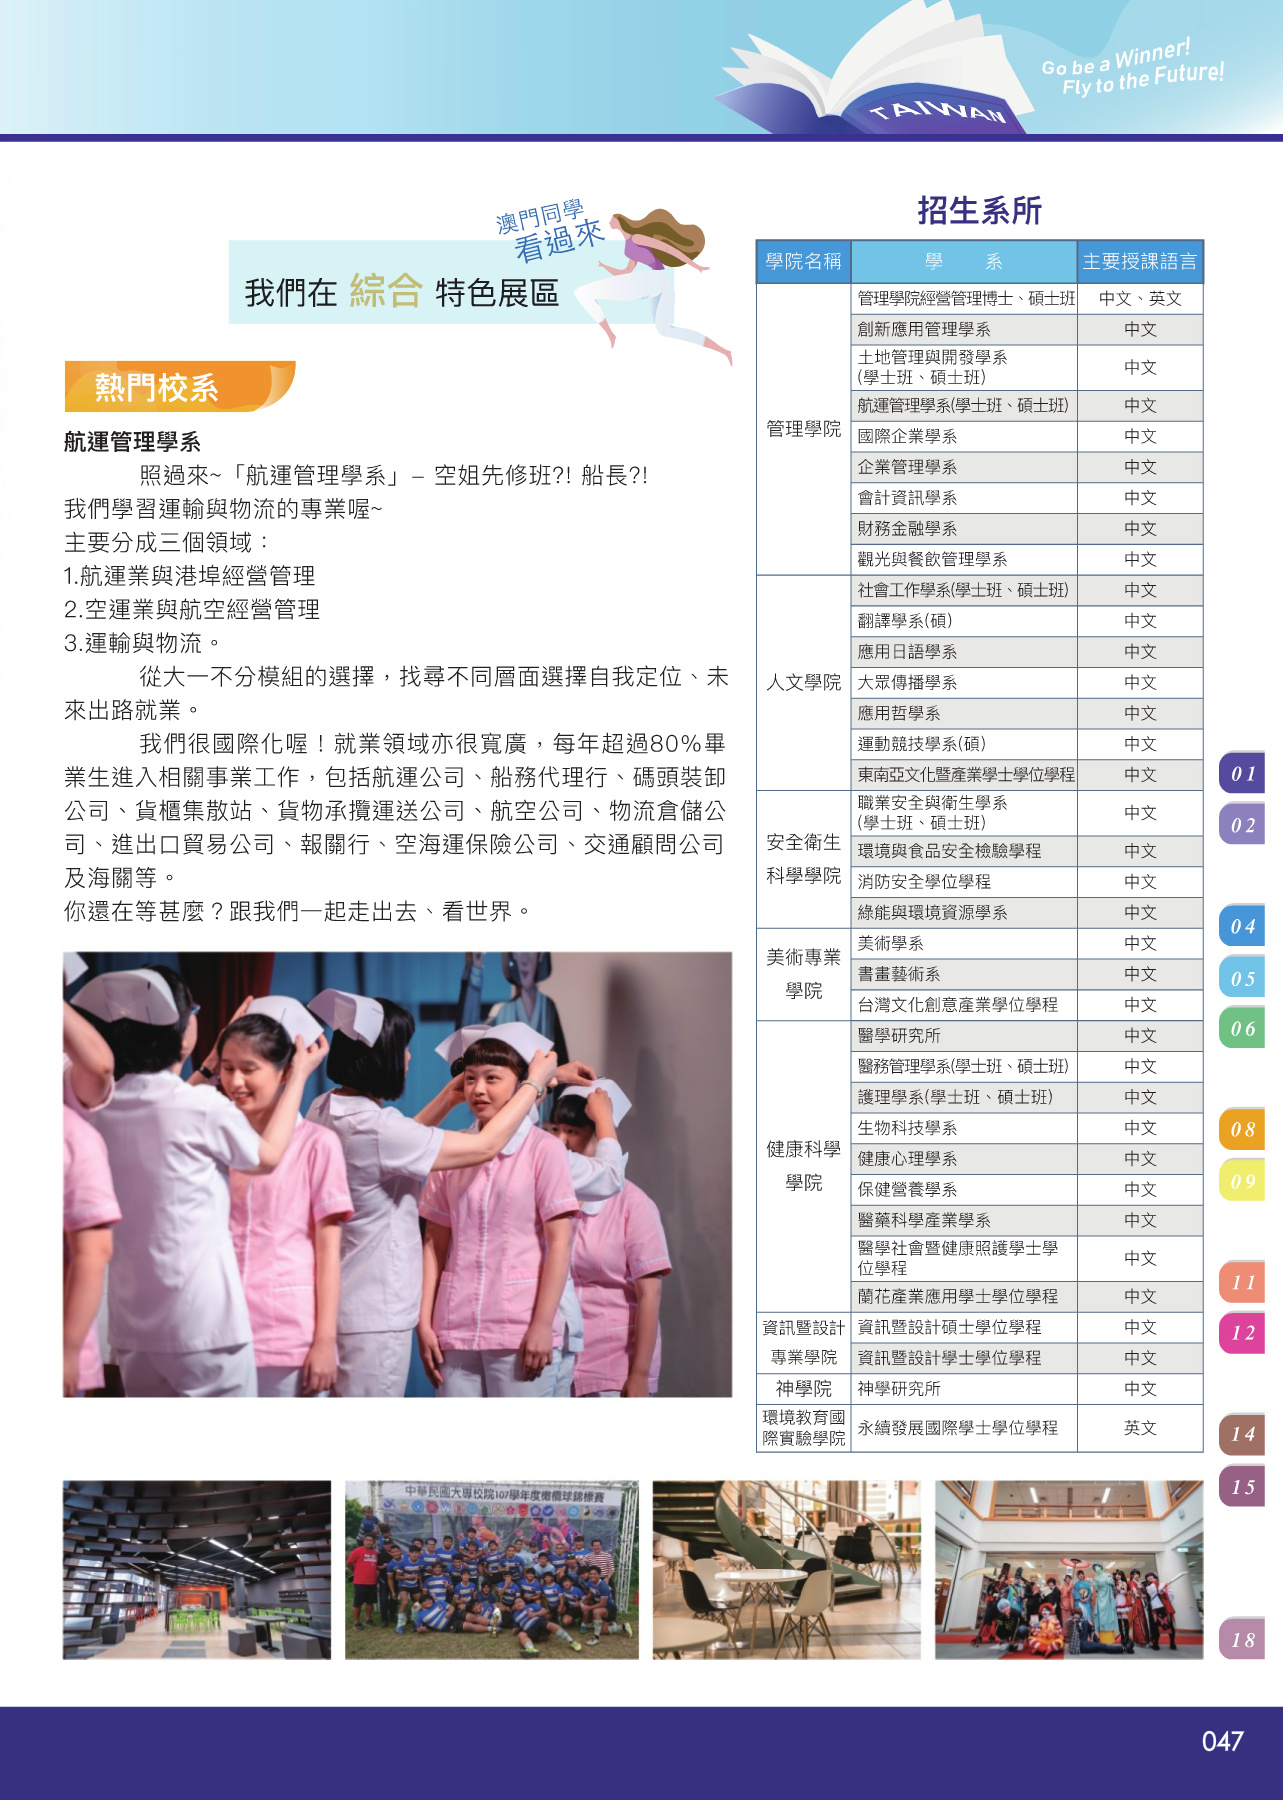 Go be a Winner!
Fly to the Future!
TAIWAN
澳門同學
看過來
我們在 綜合 特色展區
熱門校系
航運管理學系
照過來~「航運管理學系」– 空姐先修班?! 船長?!
我們學習運輸與物流的專業喔~
主要分成三個領域：
1.航運業與港埠經營管理
2.空運業與航空經營管理
3.運輸與物流。
從大一不分模組的選擇，找尋不同層面選擇自我定位、未
來出路就業。
我們很國際化喔！就業領域亦很寬廣，每年超過80%畢
業生進入相關事業工作，包括航運公司、船務代理行、碼頭裝卸
公司、貨櫃集散站、貨物承攬運送公司、航空公司、物流倉儲公
司、進出口貿易公司、報關行、空海運保險公司、交通顧問公司
及海關等。
你還在等甚麼？跟我們一起走出去、看世界。
中華民國大專校院107學年度橄欖球錦標賽
招生系所
學院名稱 學 系 主要授課語言
管理學院
管理學院經營管理博士、碩士班 中文、英文
創新應用管理學系 中文
土地管理與開發學系
(學士班、碩士班) 中文
航運管理學系(學士班、碩士班) 中文
國際企業學系 中文
企業管理學系 中文
會計資訊學系 中文
財務金融學系 中文
觀光與餐飲管理學系 中文
人文學院
社會工作學系(學士班、碩士班) 中文
翻譯學系(碩) 中文
應用日語學系 中文
大眾傳播學系 中文
應用哲學系 中文
運動競技學系(碩) 中文
東南亞文化暨產業學士學位學程 中文
安全衛生
科學學院
職業安全與衛生學系
(學士班、碩士班) 中文
環境與食品安全檢驗學程 中文
消防安全學位學程 中文
綠能與環境資源學系 中文
美術專業
學院
美術學系 中文
書畫藝術系 中文
台灣文化創意產業學位學程 中文
健康科學
學院
醫學研究所 中文
醫務管理學系(學士班、碩士班) 中文
護理學系(學士班、碩士班) 中文
生物科技學系 中文
健康心理學系 中文
保健營養學系 中文
醫藥科學產業學系 中文
醫學社會暨健康照護學士學
位學程 中文
蘭花產業應用學士學位學程 中文
資訊暨設計
專業學院
資訊暨設計碩士學位學程 中文
資訊暨設計學士學位學程 中文
神學院 神學研究所 中文
環境教育國
際實驗學院
永續發展國際學士學位學程 英文
01
02
04
05
06
08
09
11
12
14
15
18
047